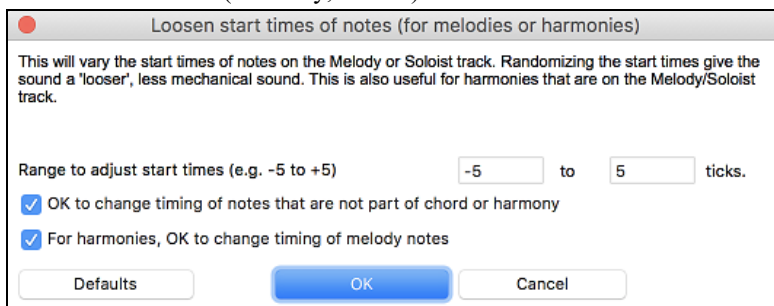 Loosen start times of notes (for melodies or harmonies)
This will vary the start times of notes on the Melody or Soloist track. Randomizing the start times give the
sound a 'looser', less mechanical sound. This is also useful for harmonies that are on the Melody/Soloist
track.
Range to adjust start times (e.g. -5 to +5) -5 to 5 ticks.
OK to change timing of notes that are not part of chord or harmony
For harmonies, OK to change timing of melody notes
Defaults OK Cancel